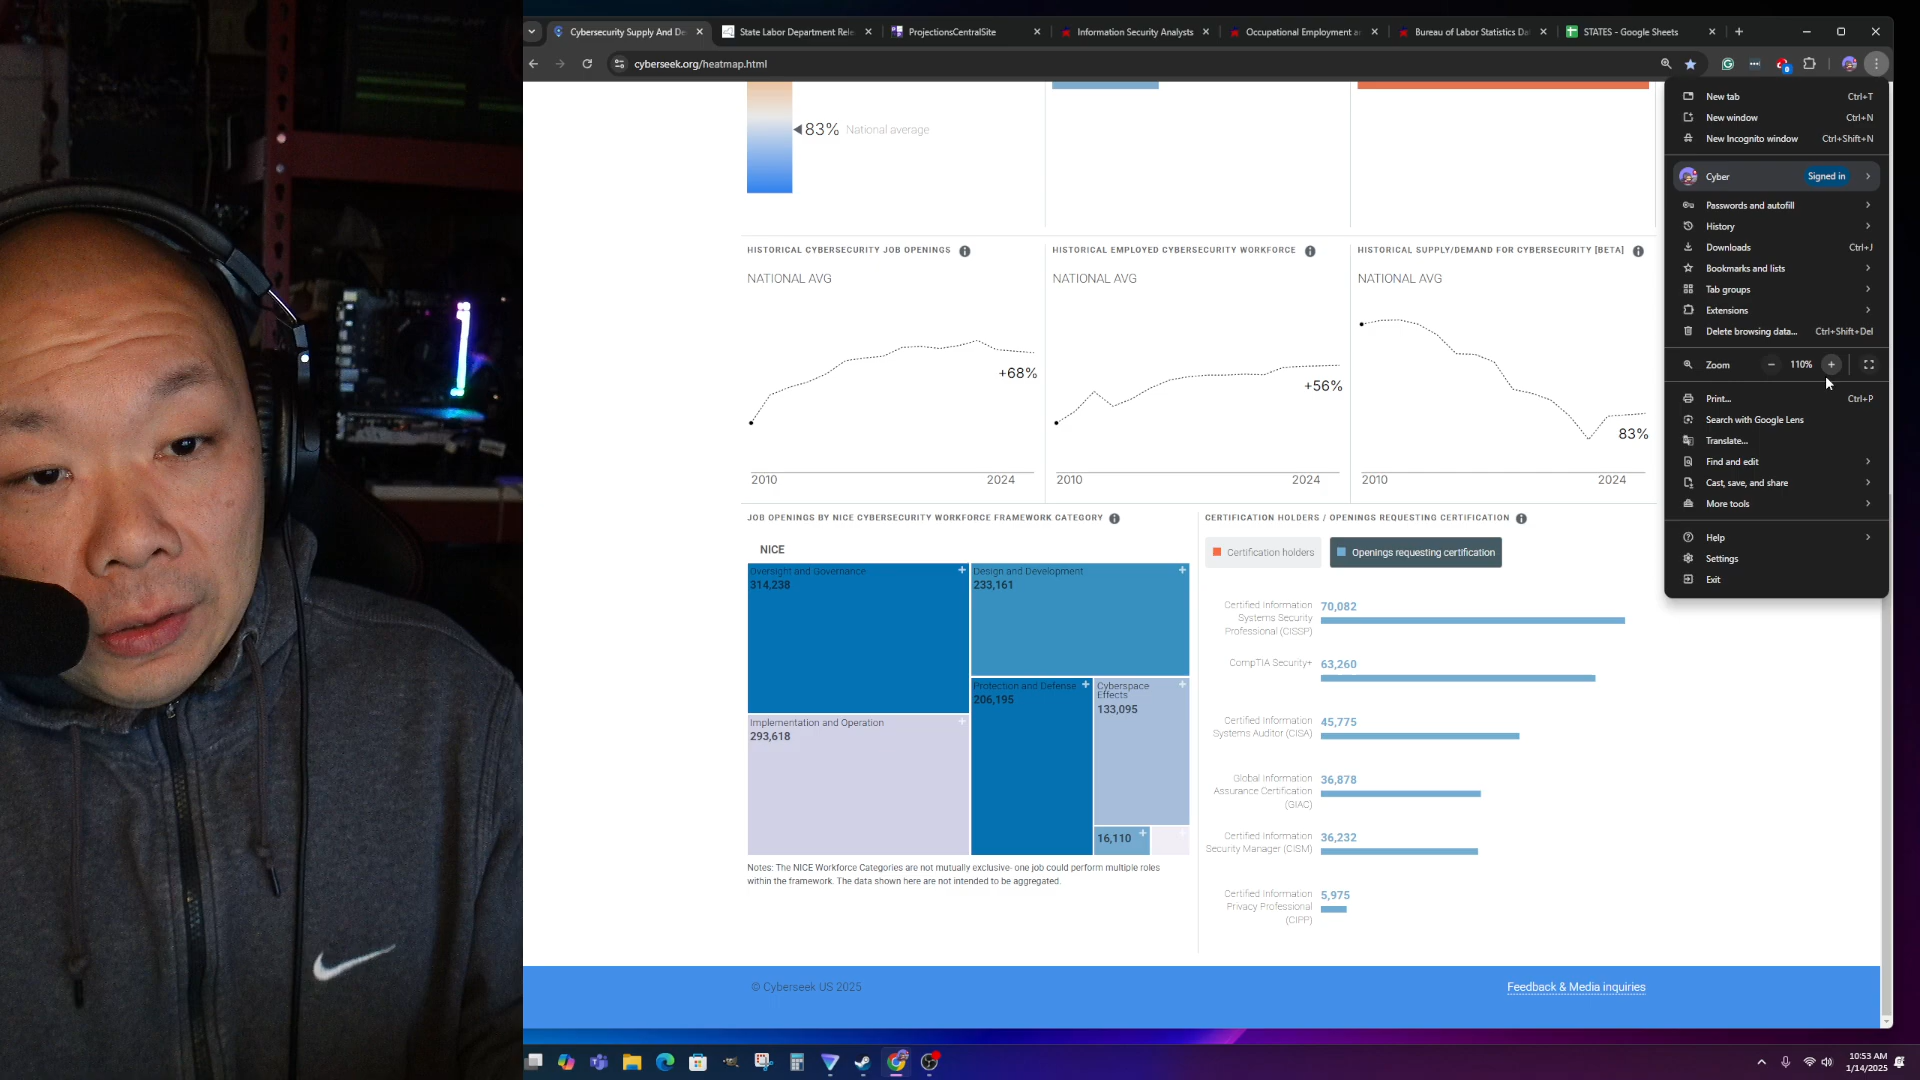 Cybersecurity Supply And De
State Labor Department Rele
ProjectionsCentralSite
Information Security Analysts
Occupational Employment a
Bureau of Labor Statistics Da
STATES - Google Sheets
cyberseek.org/heatmap.html
New tab Ctrl+T
New window Ctrl+N
New Incognito window Ctrl+Shift+N
Cyber Signed in
Passwords and autofill
History
Downloads Ctrl+J
Bookmarks and lists
Tab groups
Extensions
Delete browsing data... Ctrl+Shift+Del
Zoom - 110% +
Print... Ctrl+P
Search with Google Lens
Translate...
Find and edit
Cast, save, and share
More tools
Help
Settings
Exit
83% National average
HISTORICAL CYBERSECURITY JOB OPENINGS
NATIONAL AVG
+68%
2010 2024
HISTORICAL EMPLOYED CYBERSECURITY WORKFORCE
NATIONAL AVG
+56%
2010 2024
HISTORICAL SUPPLY/DEMAND FOR CYBERSECURITY [BETA]
NATIONAL AVG
83%
2010 2024
JOB OPENINGS BY NICE CYBERSECURITY WORKFORCE FRAMEWORK CATEGORY
NICE
Oversight and Governance
314,238
Design and Development
233,161
Implementation and Operation
293,618
Protection and Defense
206,195
Cyberspace
Effects
133,095
16,110
Notes: The NICE Workforce Categories are not mutually exclusive- one job could perform multiple roles
within the framework. The data shown here are not intended to be aggregated.
CERTIFICATION HOLDERS / OPENINGS REQUESTING CERTIFICATION
Certification holders
Openings requesting certification
Certified Information
Systems Security
Professional (CISSP)
70,082
CompTIA Security+
63,260
Certified Information
Systems Auditor (CISA)
45,775
Global Information
Assurance Certification
(GIAC)
36,878
Certified Information
Security Manager (CISM)
36,232
Certified Information
Privacy Professional
(CIPP)
5,975
© Cyberseek US 2025
Feedback & Media inquiries
10:53 AM
1/14/2025